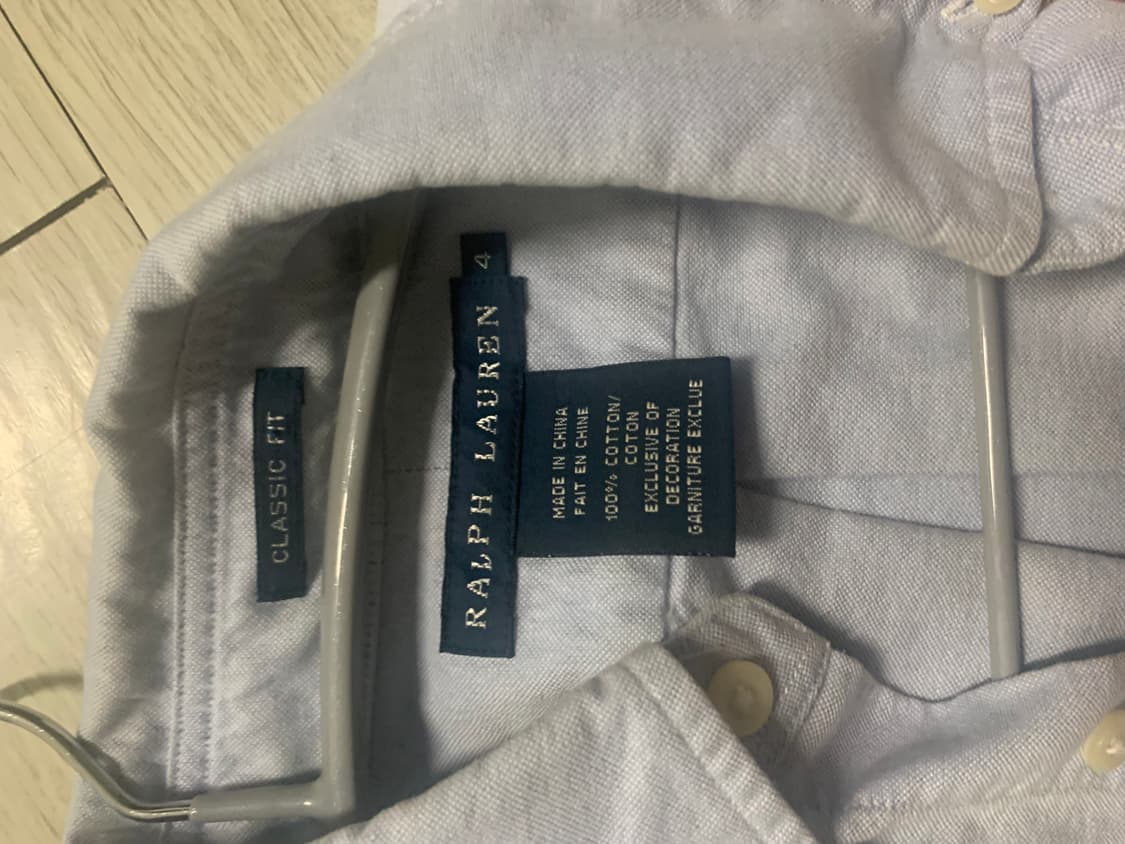 CLASSIC FIT
RALPH LAUREN
4
MADE IN CHINA
FAIT EN CHINE
100% COTTON/
COTON
EXCLUSIVE OF
DECORATION
GARNITURE EXCLUE